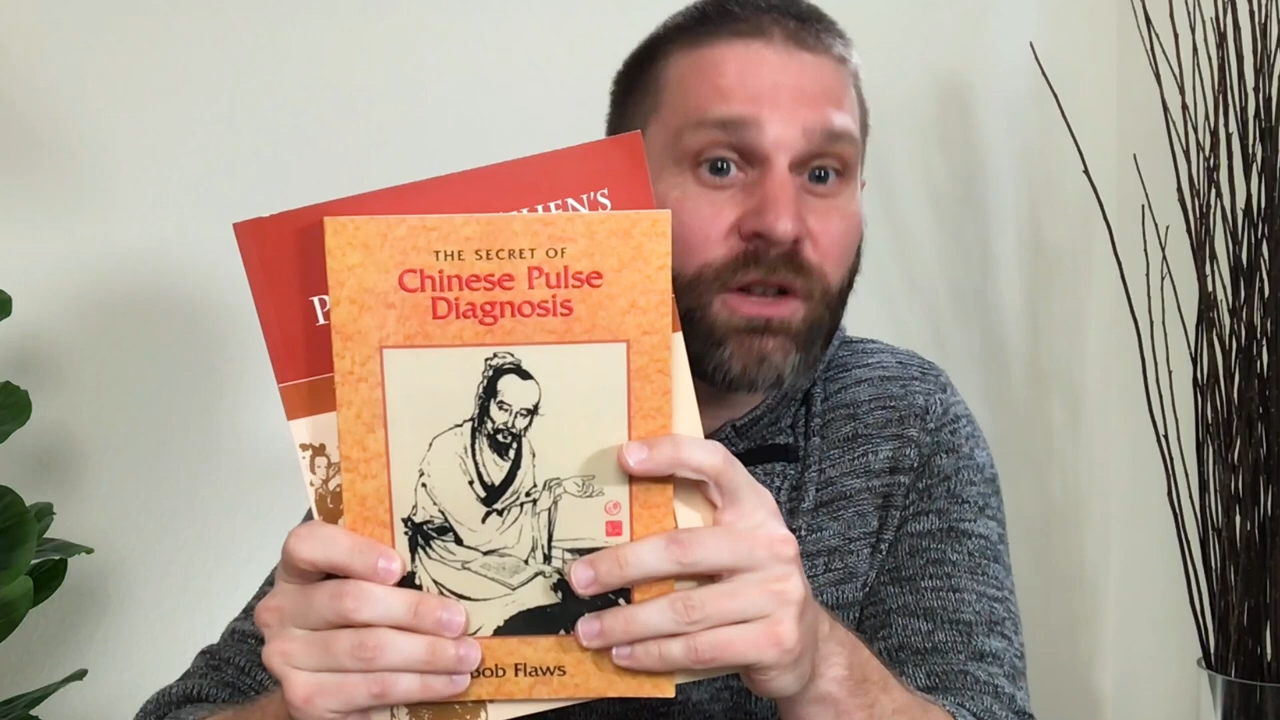 THE SECRET OF
Chinese Pulse
Diagnosis
Bob Flaws